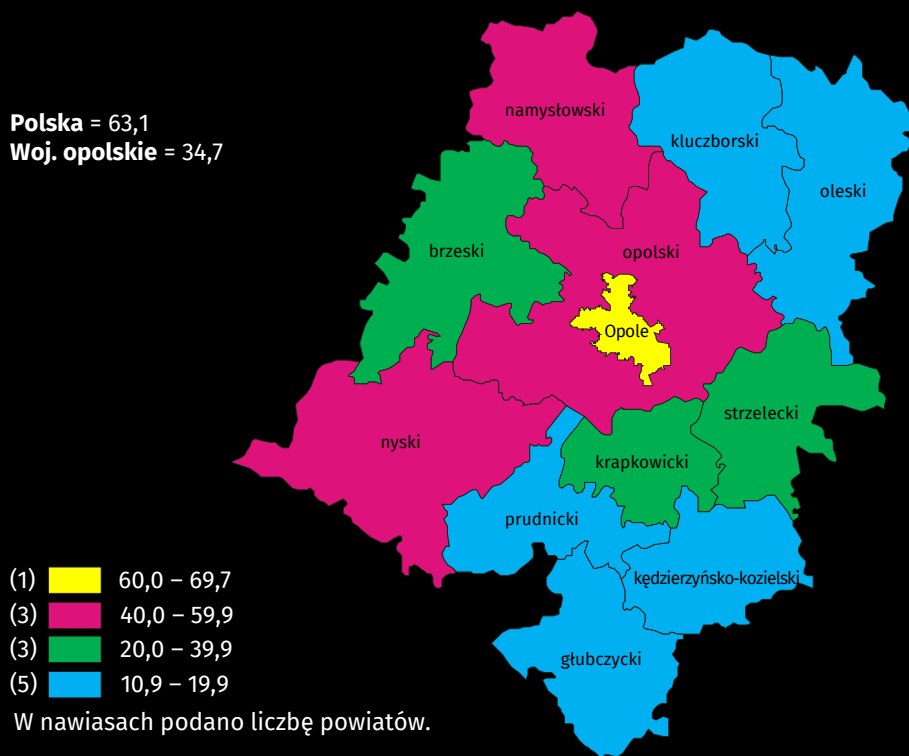 Polska = 63,1
Woj. opolskie = 34,7
namysłowski
kluczborski
oleski
brzeski
opolski
Opole
strzelecki
nyski
krapkowicki
prudnicki
kędzierzyńsko-kozielski
głubczycki
(1) 60,0 – 69,7
(3) 40,0 – 59,9
(3) 20,0 – 39,9
(5) 10,9 – 19,9
W nawiasach podano liczbę powiatów.